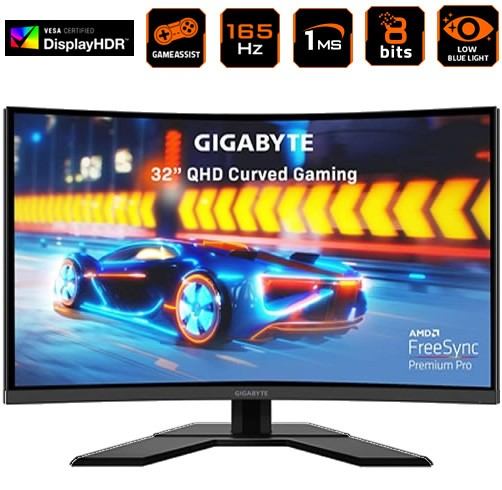 VESA CERTIFIED
DisplayHDR™
GAMEASSIST
165
Hz
1MS
8
bits
LOW
BLUE LIGHT
GIGABYTE
32” QHD Curved Gaming
AMD
FreeSync
Premium Pro
GIGABYTE